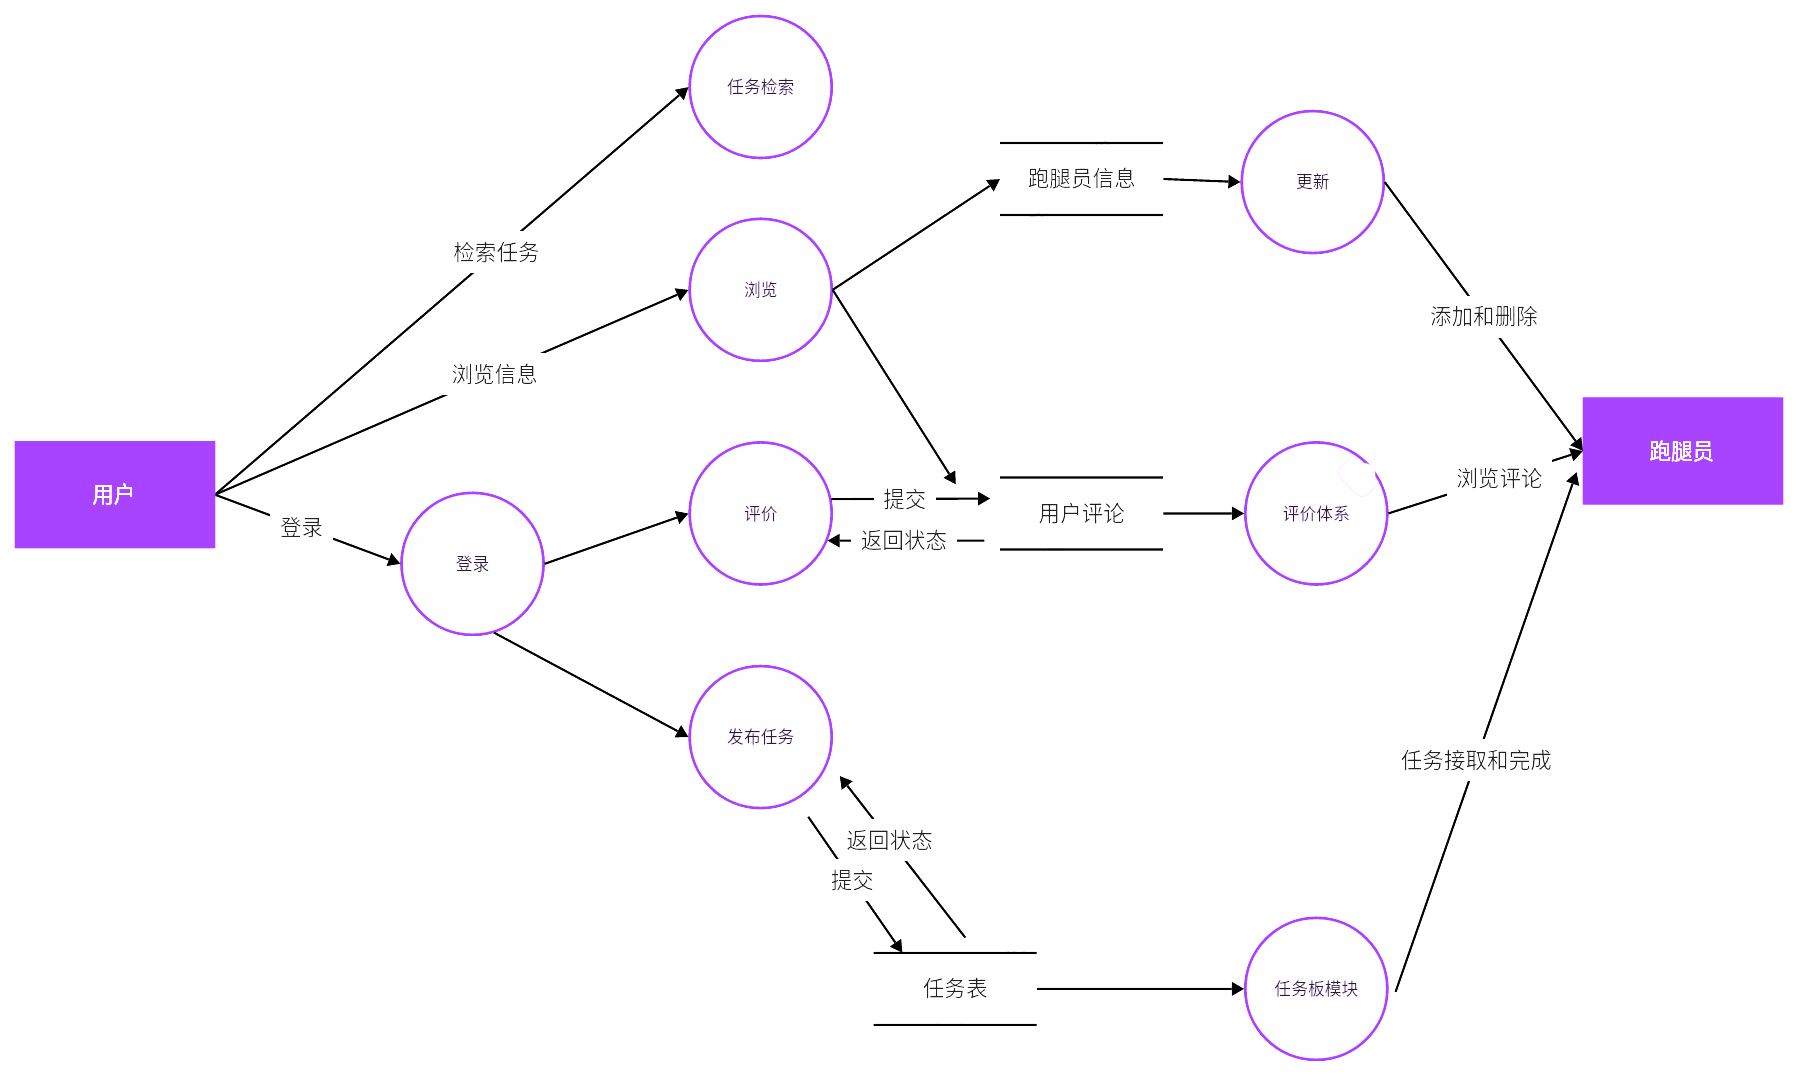 任务检索
跑腿员信息
更新
检索任务
浏览
添加和删除
浏览信息
跑腿员
浏览评论
用户
提交
评价
用户评论
评价体系
登录
返回状态
登录
发布任务
任务接取和完成
返回状态
提交
任务表
任务板模块